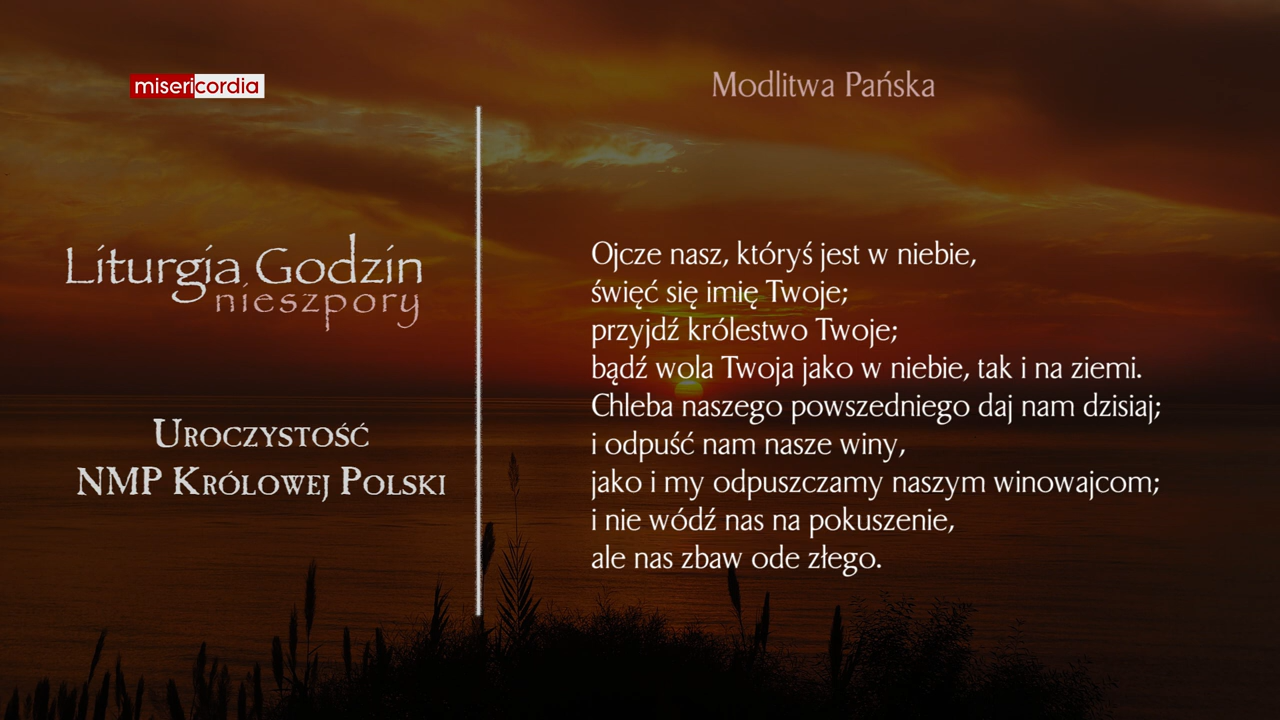 misericordia
Liturgia Godzin
nieszpory
Uroczystość
NMP Królowej Polski
Modlitwa Pańska
Ojcze nasz, któryś jest w niebie,
święć się imię Twoje;
przyjdź królestwo Twoje;
bądź wola Twoja jako w niebie, tak i na ziemi.
Chleba naszego powszedniego daj nam dzisiaj;
i odpuść nam nasze winy,
jako i my odpuszczamy naszym winowajcom;
i nie wódź nas na pokuszenie,
ale nas zbaw ode złego.